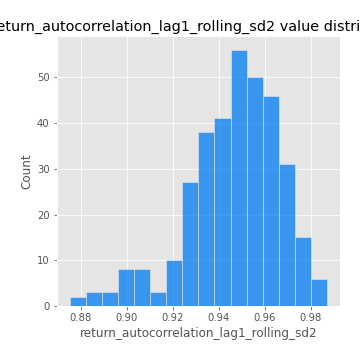 eturn_autocorrelation_lag1_rolling_sd2 value distri
50
40
30
20
10
0
Count
0.88 0.90 0.92 0.94 0.96 0.98
return_autocorrelation_lag1_rolling_sd2